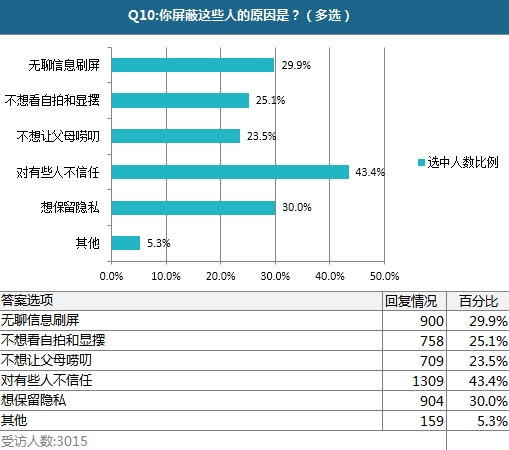 Q10:你屏蔽这些人的原因是？（多选）
无聊信息刷屏 29.9%
不想看自拍和显摆 25.1%
不想让父母唠叨 23.5%
对有些人不信任 43.4%
选中人数比例
想保留隐私 30.0%
其他 5.3%
0.0% 10.0% 20.0% 30.0% 40.0% 50.0%
答案选项 回复情况 百分比
无聊信息刷屏 900 29.9%
不想看自拍和显摆 758 25.1%
不想让父母唠叨 709 23.5%
对有些人不信任 1309 43.4%
想保留隐私 904 30.0%
其他 159 5.3%
受访人数:3015